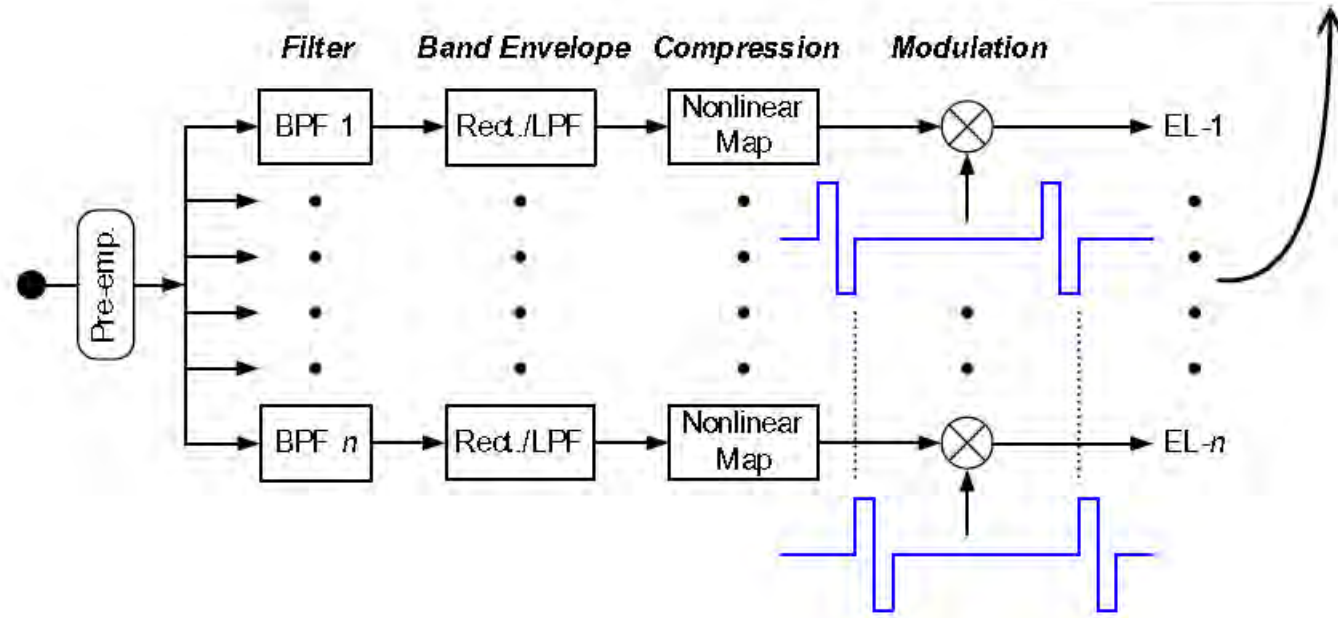 Filter Band Envelope Compression Modulation
BPF 1 Rect./LPF Nonlinear
Map EL-1
Pre-emp.
BPF n Rect./LPF Nonlinear
Map EL-n